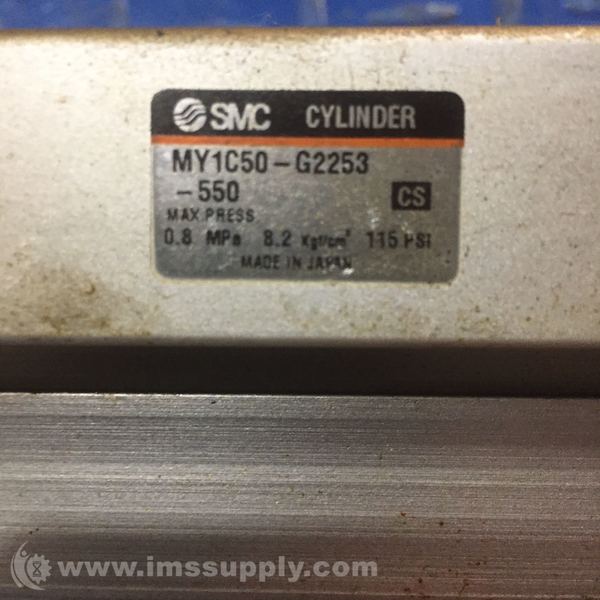 SMC CYLINDER
MY1C50-G2253
-550 CS
MAX.PRESS
0.8 MPa 8.2 Kgf/cm² 115 PSI
MADE IN JAPAN
www.imssupply.com